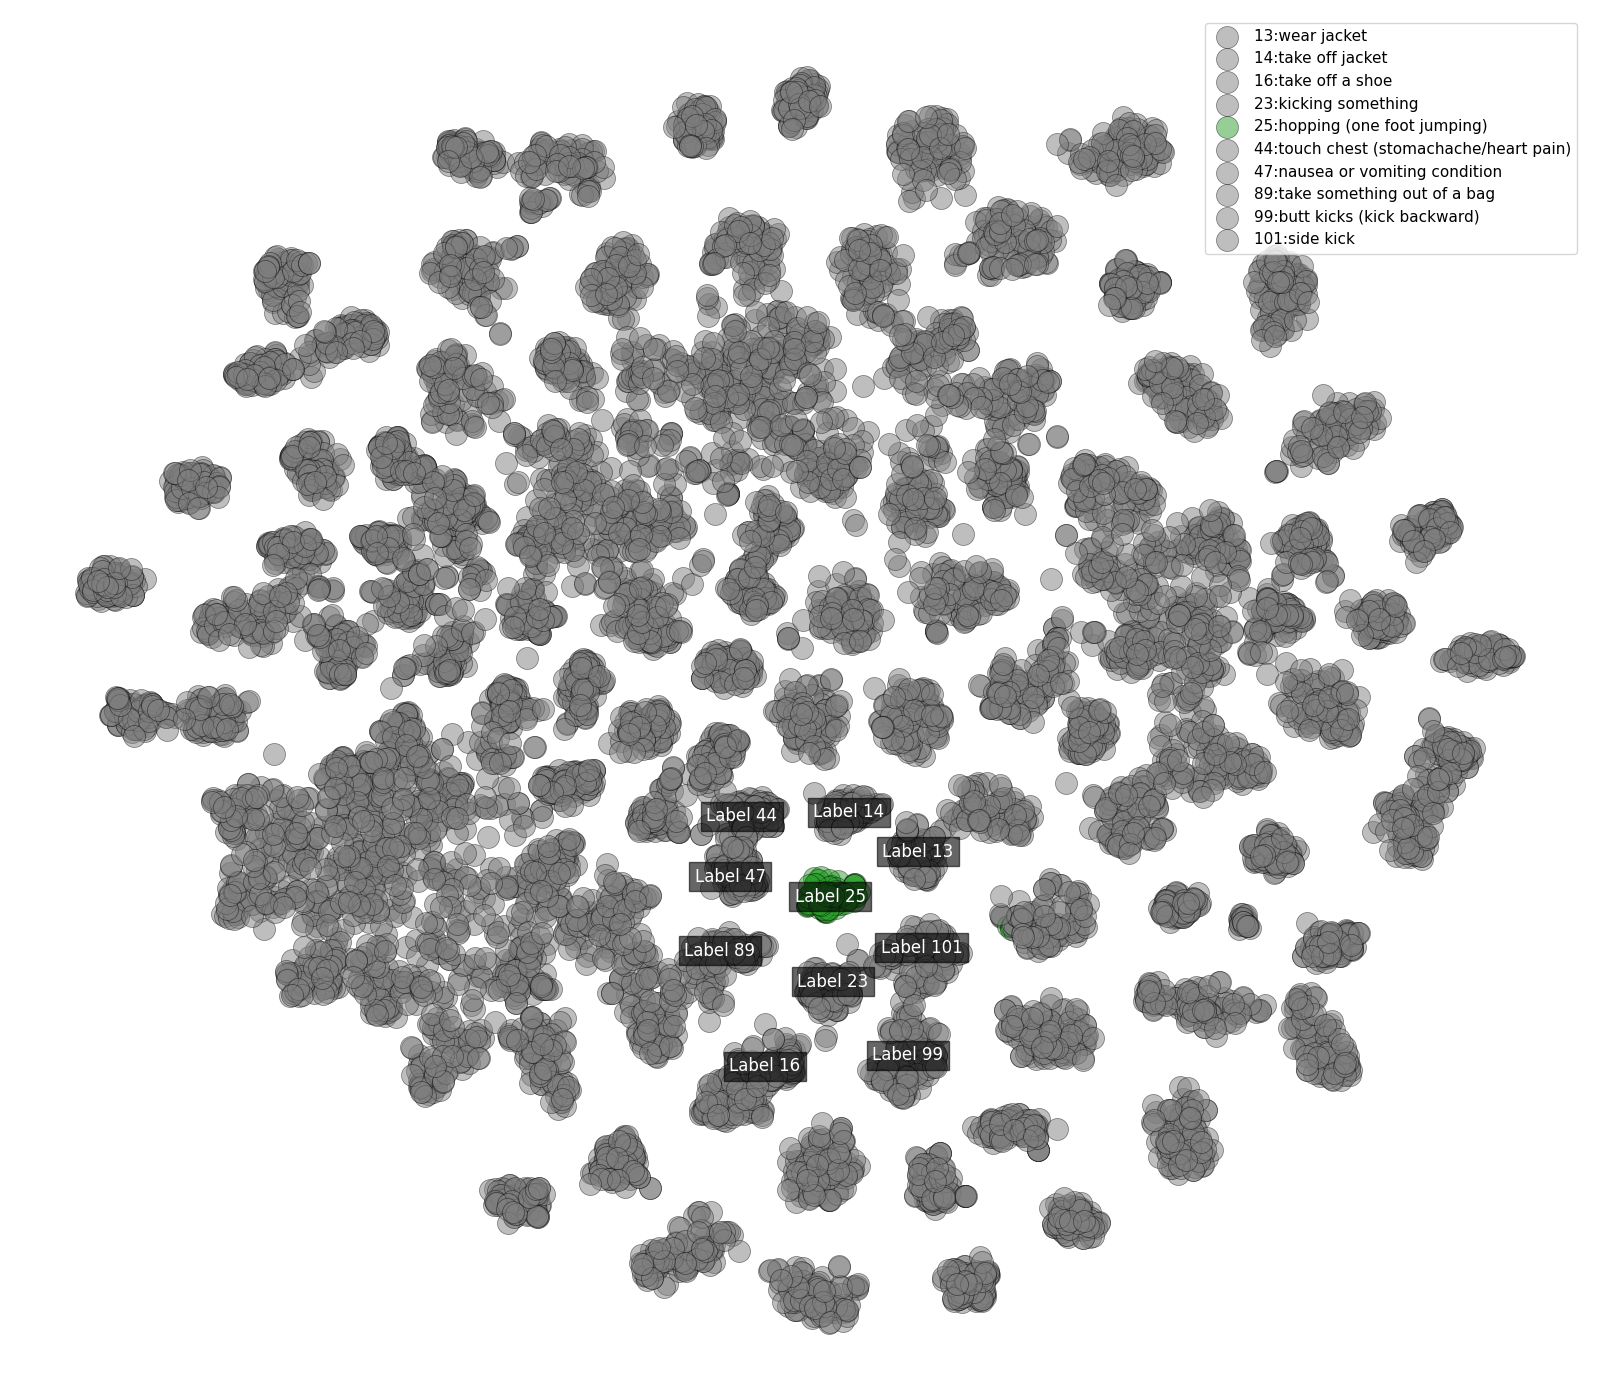 13:wear jacket
14:take off jacket
16:take off a shoe
23:kicking something
25:hopping (one foot jumping)
44:touch chest (stomachache/heart pain)
47:nausea or vomiting condition
89:take something out of a bag
99:butt kicks (kick backward)
101:side kick
Label 44
Label 14
Label 13
Label 47
Label 25
Label 89
Label 101
Label 23
Label 16
Label 99